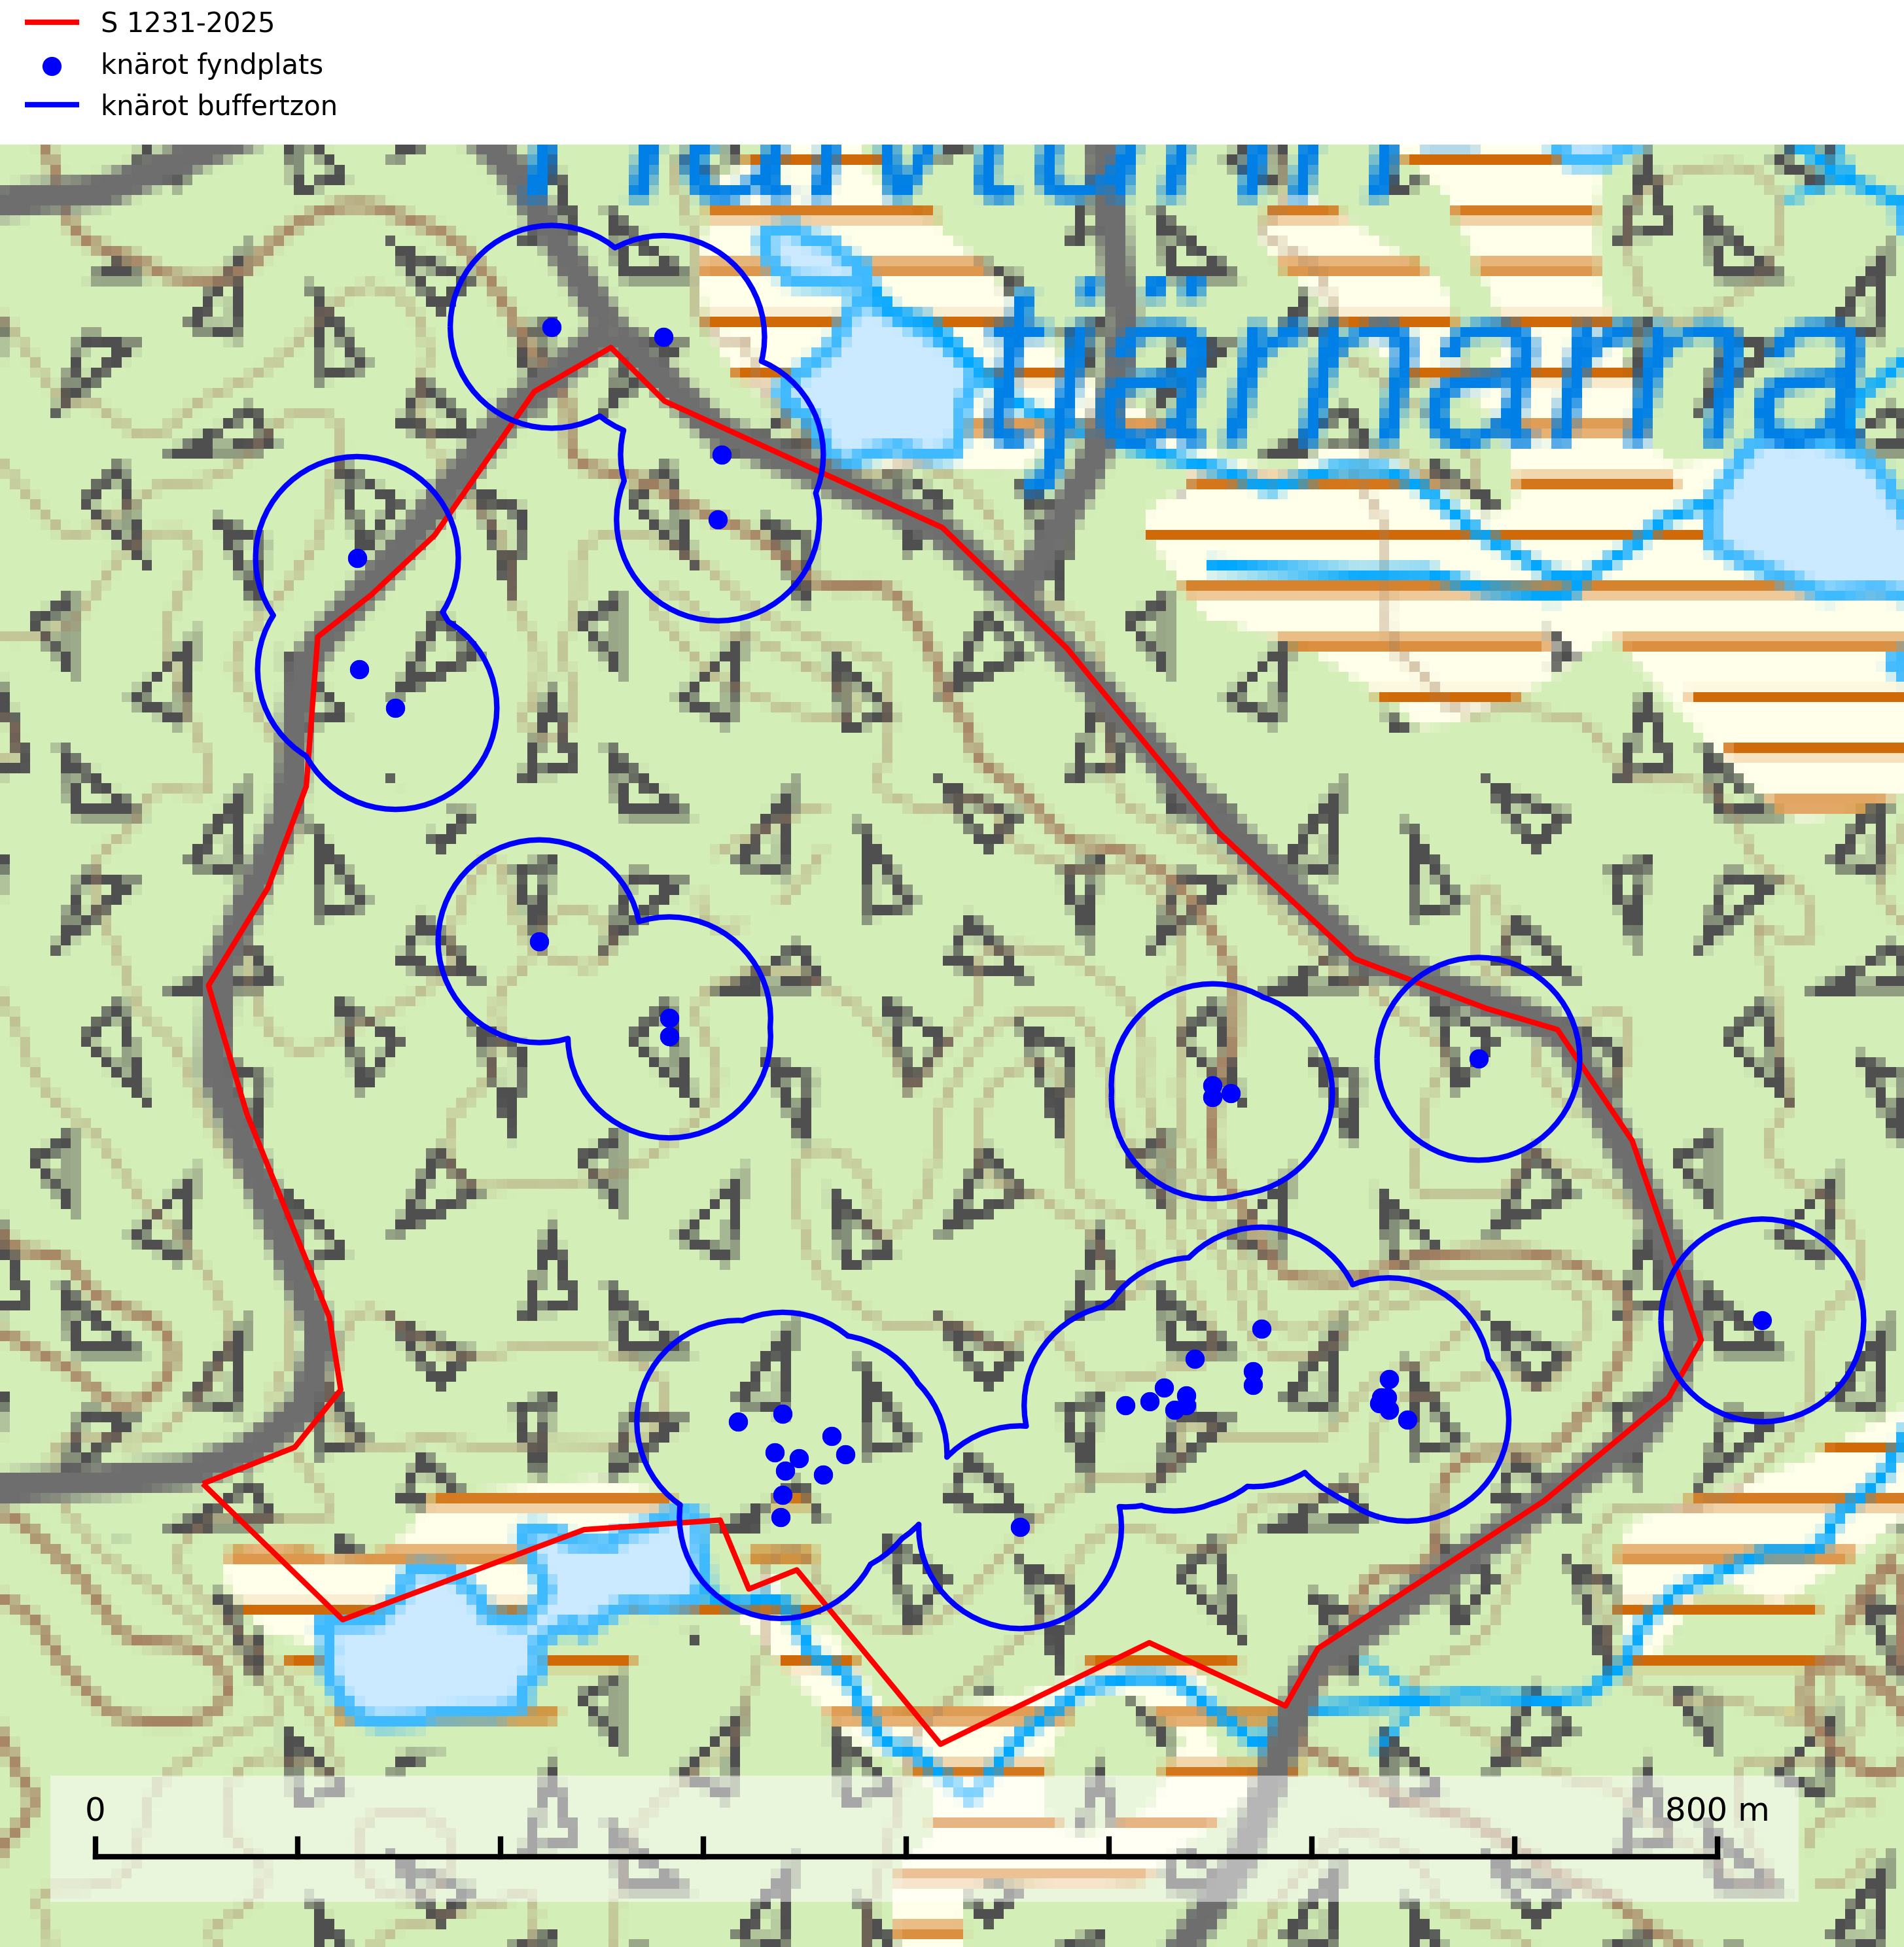 S 1231-2025
knärot fyndplats
knärot buffertzon
tjärnarna
0 800 m